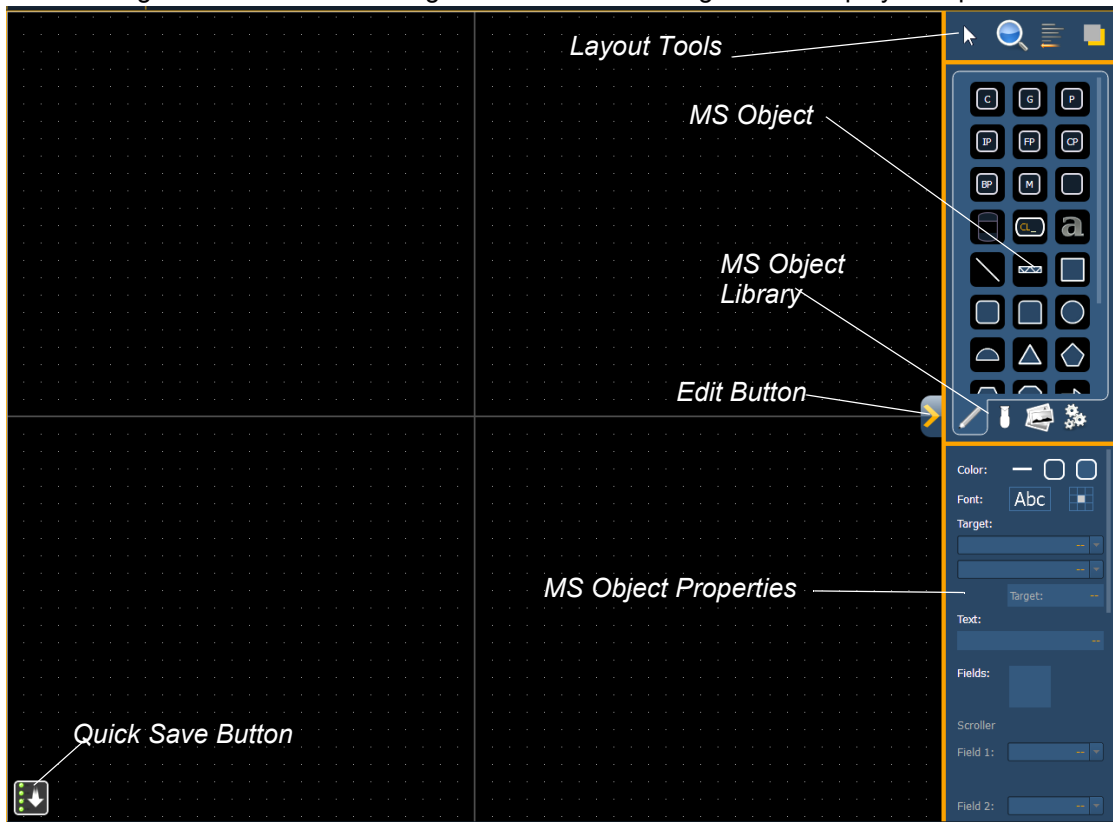 Layout Tools
MS Object
C G P
IP FP CP
BP M
CL_ a
MS Object
Library
Edit Button
Color:
Font: Abc
Target:
--
--
MS Object Properties
Target: --
Text:
--
Fields:
Quick Save Button
Scroller
Field 1: --
Field 2: --